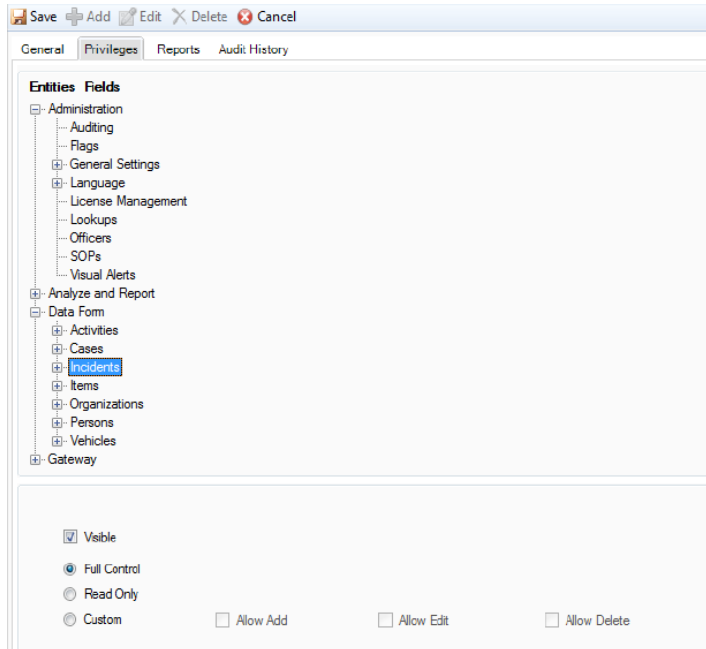 Save Add Edit Delete Cancel
General Privileges Reports Audit History
Entities Fields
Administration
Auditing
Flags
General Settings
Language
License Management
Lookups
Officers
SOPs
Visual Alerts
Analyze and Report
Data Form
Activities
Cases
Incidents
Items
Organizations
Persons
Vehicles
Gateway
Visible
Full Control
Read Only
Custom Allow Add Allow Edit Allow Delete